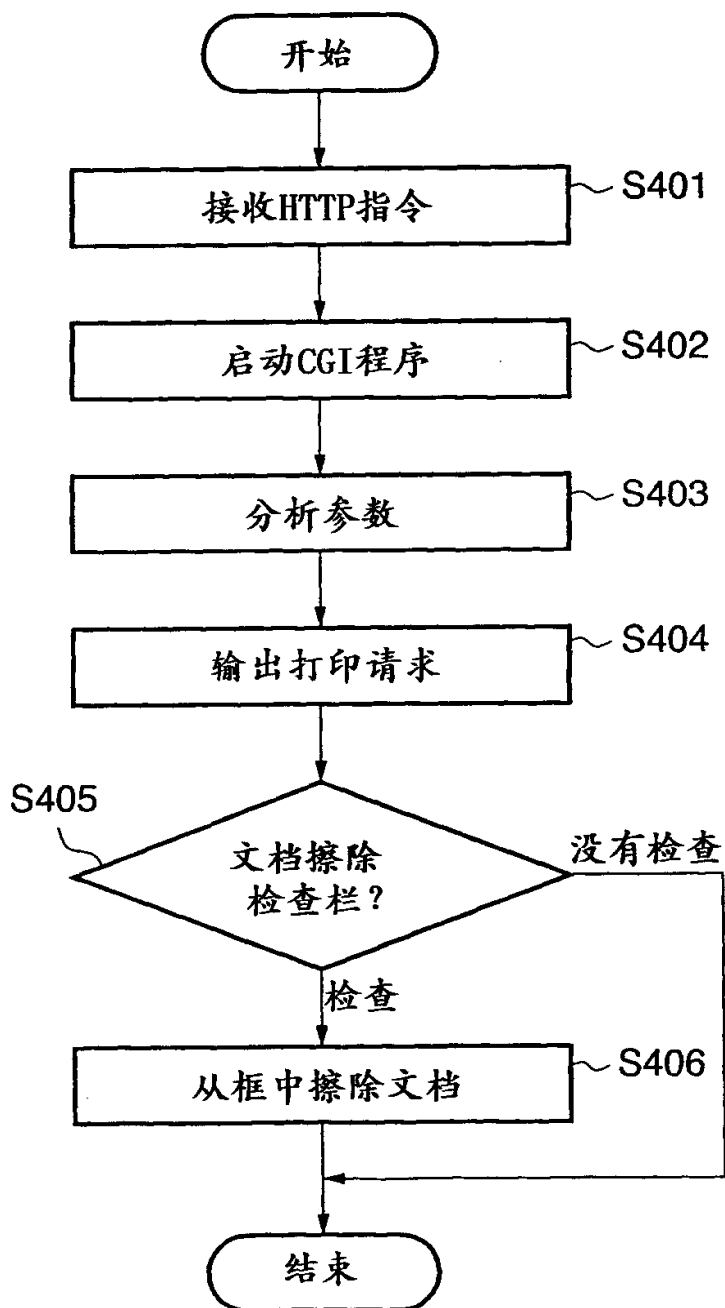 开始
接收HTTP指令
S401
启动CGI程序
S402
分析参数
S403
输出打印请求
S404
S405
文档擦除
检查栏?
没有检查
检查
从框中擦除文档
S406
结束